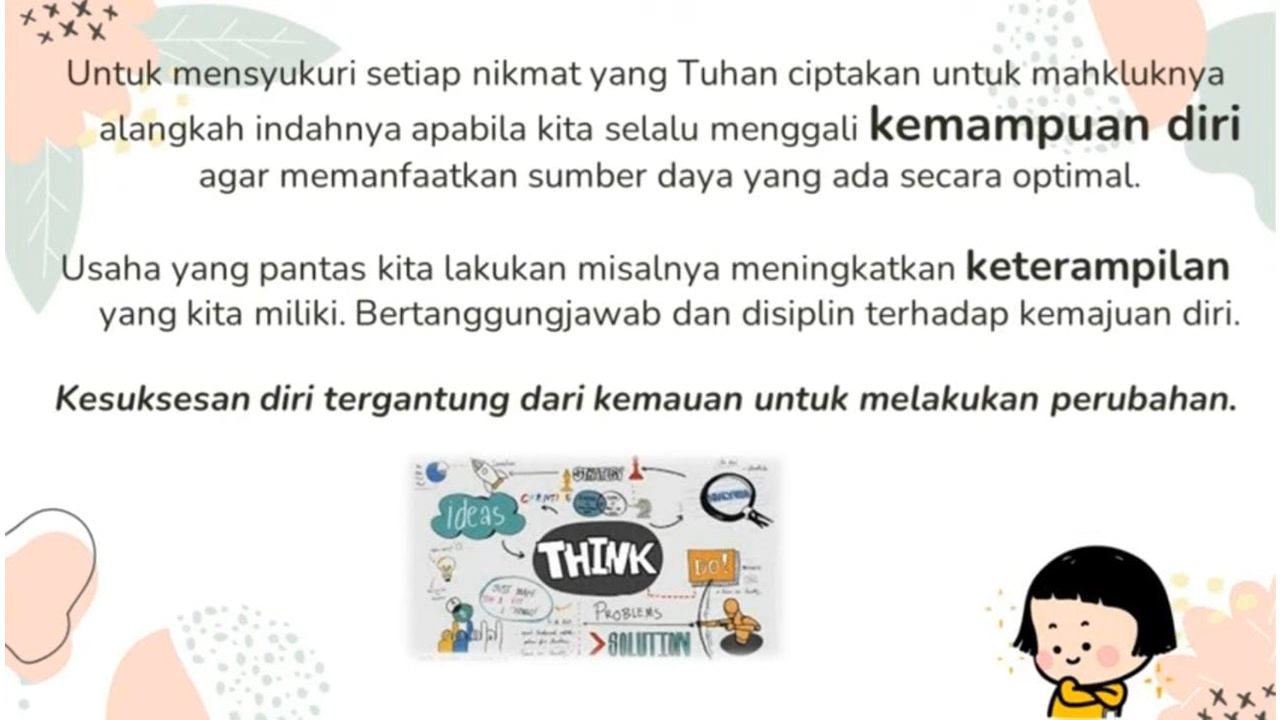 Untuk mensyukuri setiap nikmat yang Tuhan ciptakan untuk mahkluknya
alangkah indahnya apabila kita selalu menggali kemampuan diri
agar memanfaatkan sumber daya yang ada secara optimal.
Usaha yang pantas kita lakukan misalnya meningkatkan keterampilan
yang kita miliki. Bertanggungjawab dan disiplin terhadap kemajuan diri.
Kesuksesan diri tergantung dari kemauan untuk melakukan perubahan.
STRATEGY
ideas
THINK
DO!
PROBLEMS
SOLUTION